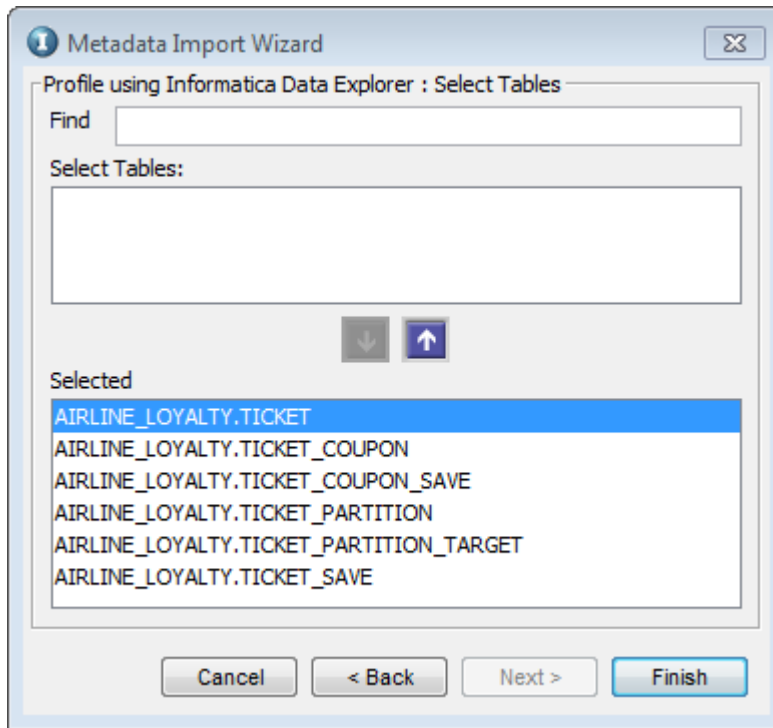 Metadata Import Wizard
Profile using Informatica Data Explorer : Select Tables
Find
Select Tables:
Selected
AIRLINE_LOYALTY.TICKET
AIRLINE_LOYALTY.TICKET_COUPON
AIRLINE_LOYALTY.TICKET_COUPON_SAVE
AIRLINE_LOYALTY.TICKET_PARTITION
AIRLINE_LOYALTY.TICKET_PARTITION_TARGET
AIRLINE_LOYALTY.TICKET_SAVE
Cancel < Back Next > Finish